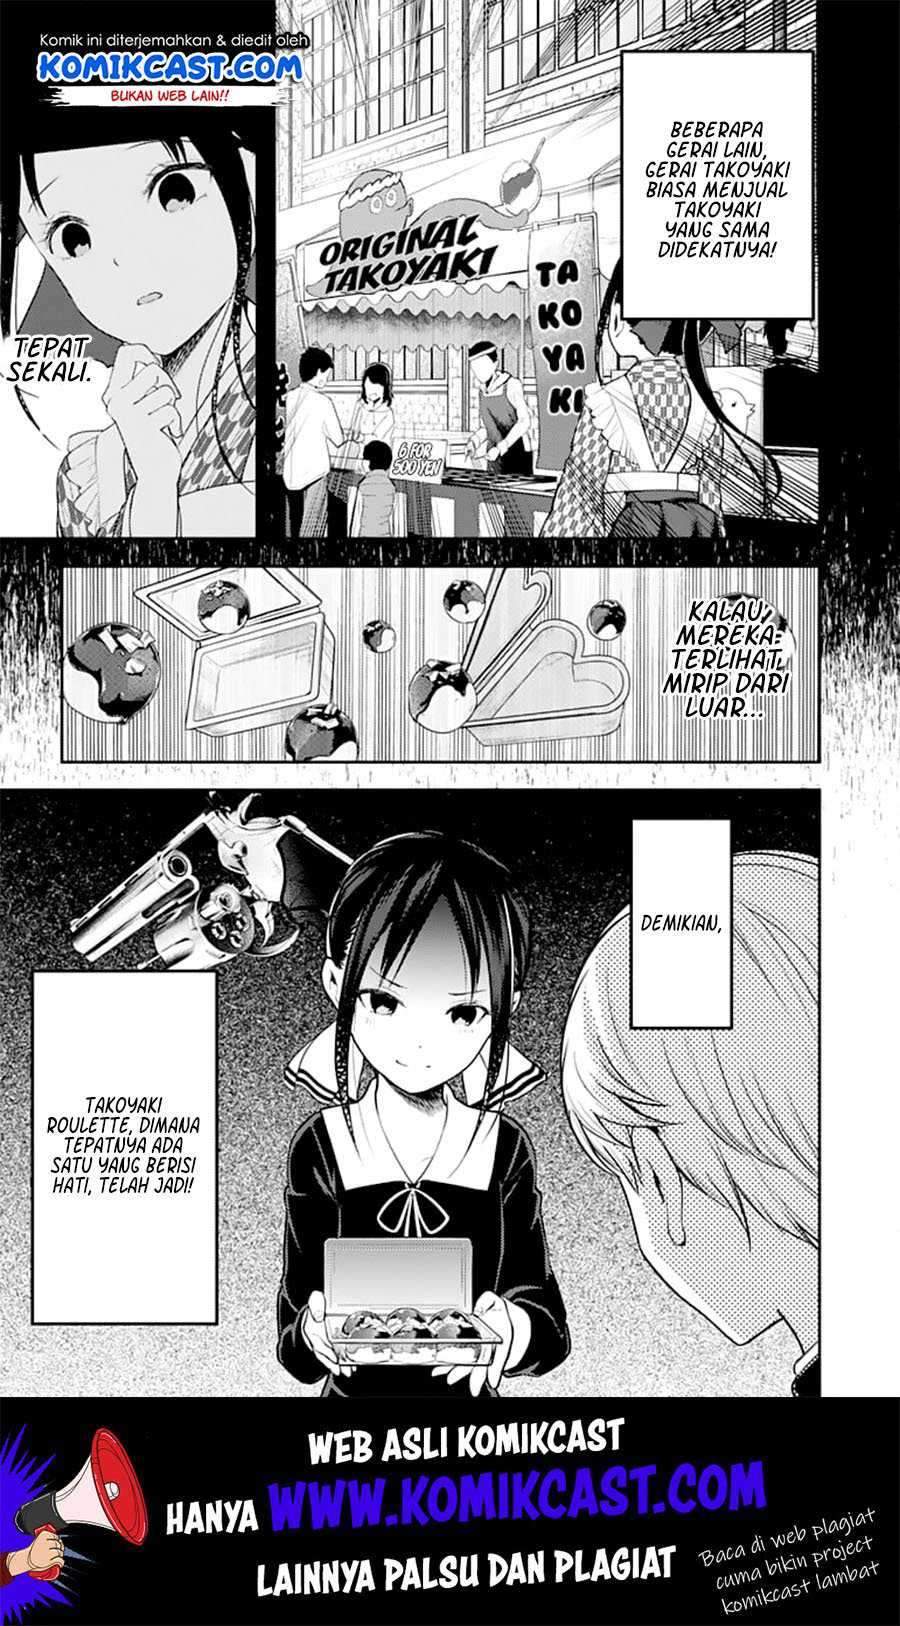 Komik ini diterjemahkan & diedit oleh
KOMIKCAST.COM
BUKAN WEB LAIN!!
BEBERAPA
GERAI LAIN,
GERAI TAKOYAKI
BIASA MENJUAL
TAKOYAKI
YANG SAMA
DIDEKATNYA!
ORIGINAL
TAKOYAKI
TA
KO
YA
KI
6 FOR
500 YEN
TEPAT
SEKALI.
KALAU
MEREKA
TERLIHAT
MIRIP DARI
LUAR...
DEMIKIAN,
TAKOYAKI
ROULETTE, DIMANA
TEPATNYA ADA
SATU YANG BERISI
HATI, TELAH JADI!
WEB ASLI KOMIKCAST
HANYA WWW.KOMIKCAST.COM
LAINNYA PALSU DAN PLAGIAT
Baca di web plagiat
cuma bikin project
komikcast lambat